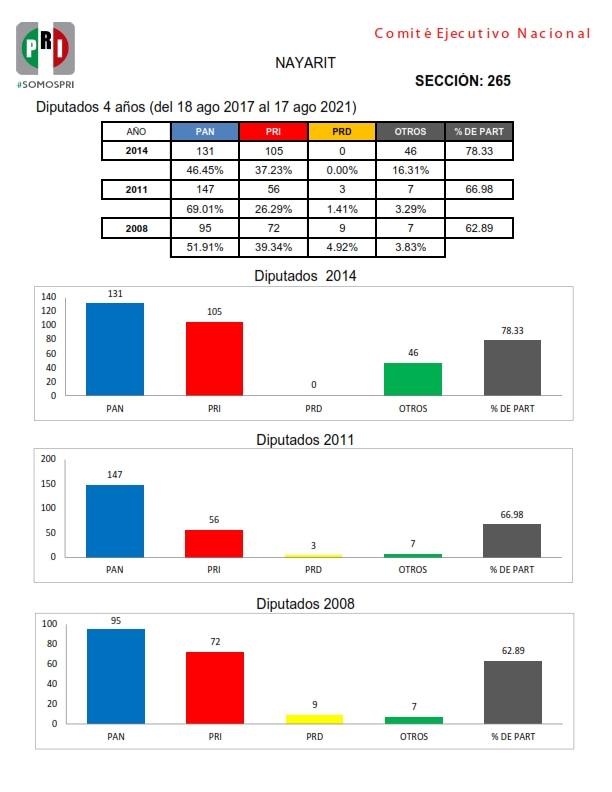 Comité Ejecutivo Nacional
PRI
#SOMOSPRI
NAYARIT
SECCIÓN: 265
Diputados 4 años (del 18 ago 2017 al 17 ago 2021)
AÑO PAN PRI PRD OTROS % DE PART
2014 131 105 0 46 78.33
46.45% 37.23% 0.00% 16.31%
2011 147 56 3 7 66.98
69.01% 26.29% 1.41% 3.29%
2008 95 72 9 7 62.89
51.91% 39.34% 4.92% 3.83%
Diputados 2014
140
120
100
80
60
40
20
0
131 105 0 46 78.33
PAN PRI PRD OTROS % DE PART
Diputados 2011
200
150
100
50
0
147 56 3 7 66.98
PAN PRI PRD OTROS % DE PART
Diputados 2008
100
80
60
40
20
0
95 72 9 7 62.89
PAN PRI PRD OTROS % DE PART